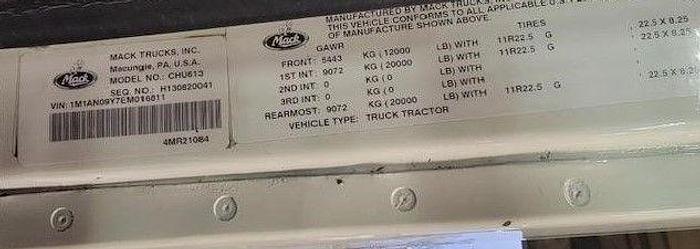 MACK TRUCKS, INC.
Macungie, PA, U.S.A.
MODEL NO.: CHU613
SEQ. NO.: H130820041
VIN: 1M1AN09Y7EM016811
4MR21084
Mack
Mack
MANUFACTURED BY MACK TRUCKS,
THIS VEHICLE CONFORMS TO ALL APPLICABLE U.S.
OF MANUFACTURE SHOWN ABOVE.
GAWR TIRES
FRONT: 5443 KG ( 12000 LB) WITH 11R22.5 G 22.5 X 8.25
1ST INT: 9072 KG ( 20000 LB) WITH 11R22.5 G 22.5 X 8.25
2ND INT: 0 KG ( 0 LB) WITH
3RD INT: 0 KG ( 0 LB) WITH
REARMOST: 9072 KG ( 20000 LB) WITH 11R22.5 G 22.5 X 8.2
VEHICLE TYPE: TRUCK TRACTOR